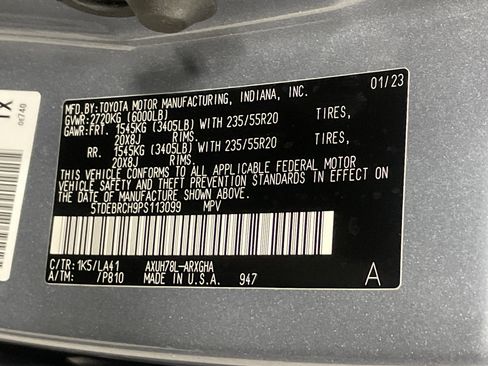 MFD.BY:TOYOTA MOTOR MANUFACTURING, INDIANA, INC. 01/23
GVWR:2720KG (6000LB)
GAWR:FRT. 1545KG (3405LB) WITH 235/55R20 TIRES,
20X8J RIMS.
RR. 1545KG (3405LB) WITH 235/55R20 TIRES,
20X8J RIMS.
THIS VEHICLE CONFORMS TO ALL APPLICABLE FEDERAL MOTOR
VEHICLE SAFETY AND THEFT PREVENTION STANDARDS IN EFFECT ON
THE DATE OF MANUFACTURE SHOWN ABOVE.
5TDEBRCH9PS113099 MPV
C/TR:1K5/LA41 AXUH78L-ARXGHA
A/TM: /P810 MADE IN U.S.A. 947 A
TX
0E740